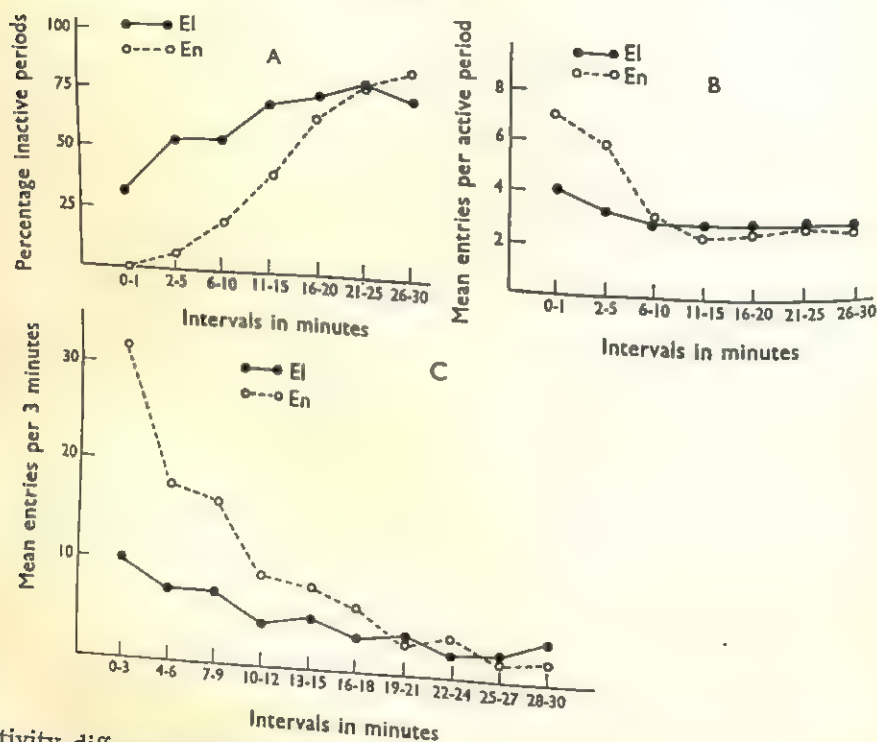 100
75
50
25
Percentage inactive periods
El
En
A
0-1 2-5 6-10 11-15 16-20 21-25 26-30
Intervals in minutes
8
6
4
2
Mean entries per active period
El
En
B
0-1 2-5 6-10 11-15 16-20 21-25 26-30
Intervals in minutes
30
20
10
Mean entries per 3 minutes
El
En
C
0-3 4-6 7-9 10-12 13-15 16-18 19-21 22-24 25-27 28-30
Intervals in minutes